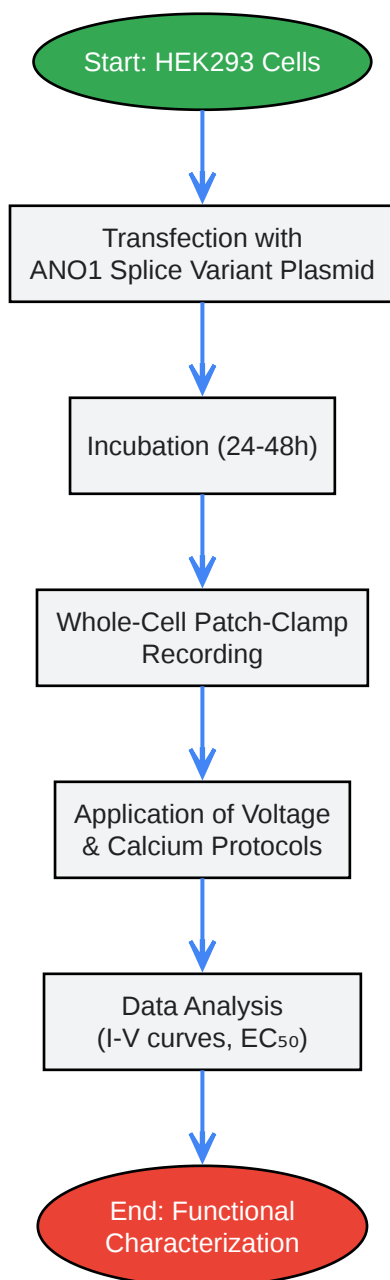 Start: HEK293 Cells
Transfection with
ANO1 Splice Variant Plasmid
Incubation (24-48h)
Whole-Cell Patch-Clamp
Recording
Application of Voltage
& Calcium Protocols
Data Analysis
(I-V curves, EC₅₀)
End: Functional
Characterization